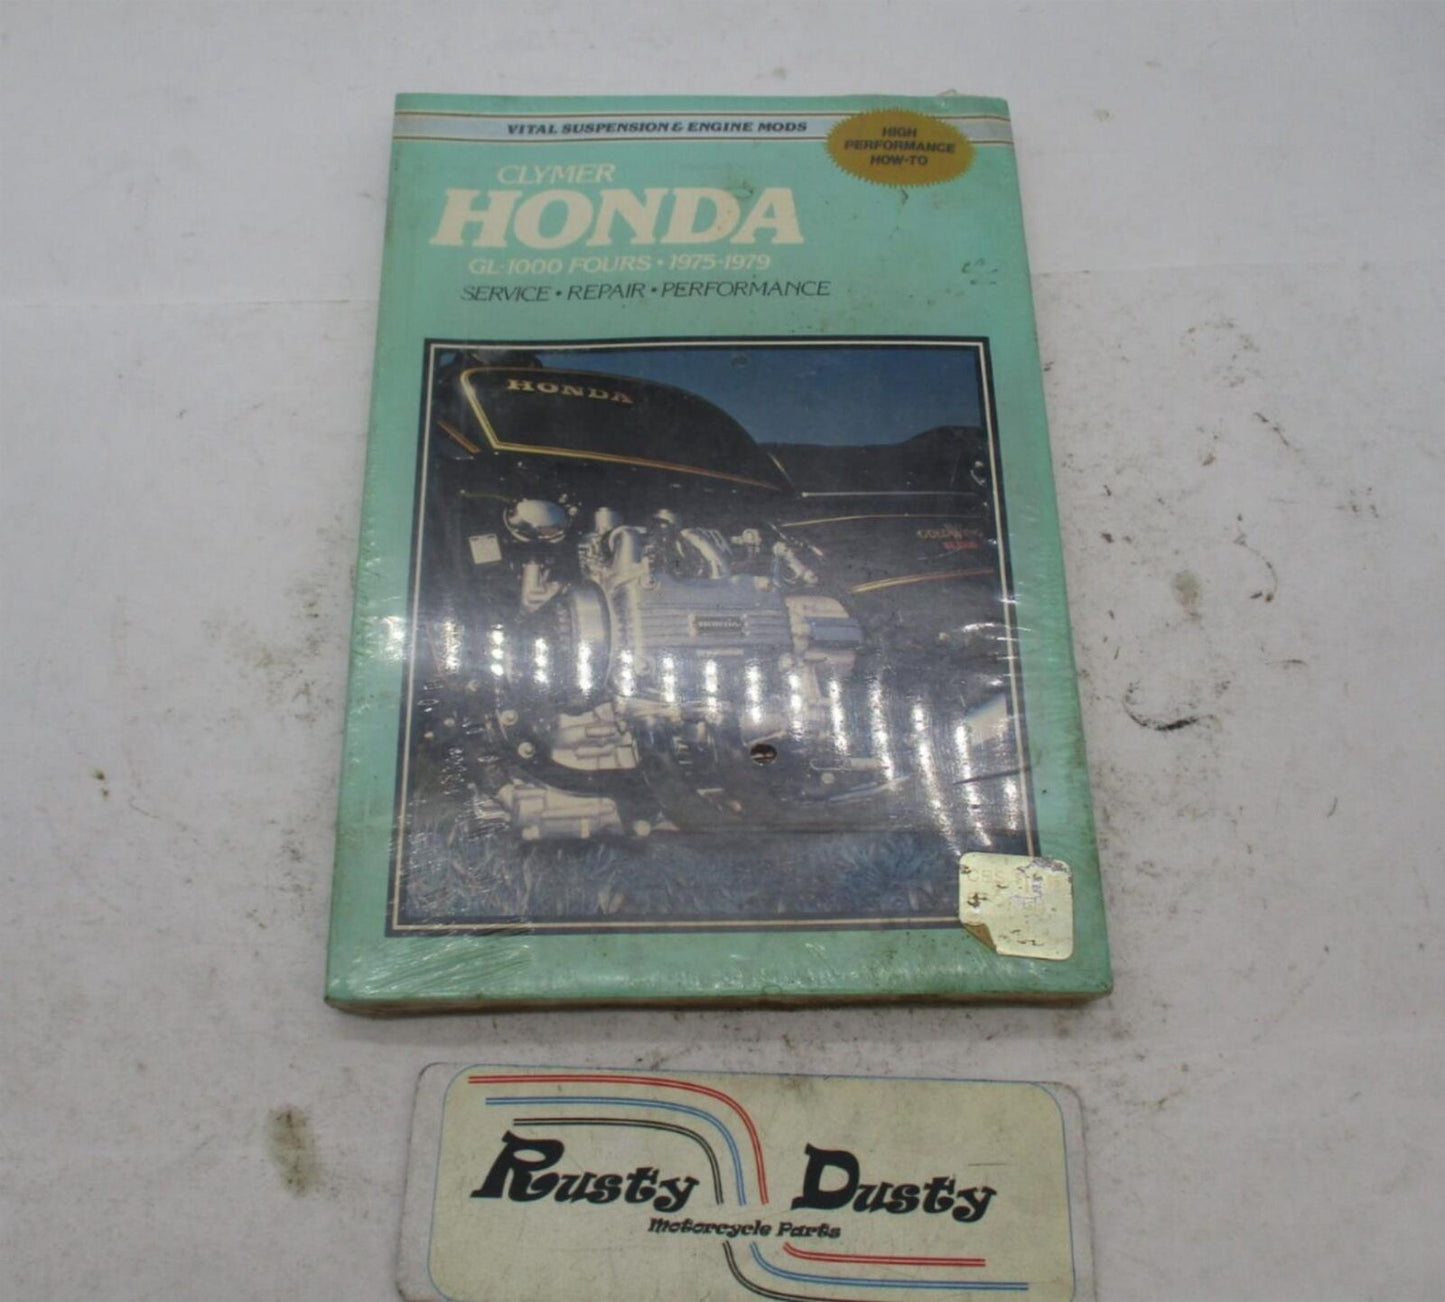 VITAL SUSPENSION & ENGINE MODS
HIGH
PERFORMANCE
HOW-TO
CLYMER
HONDA
GL-1000 FOURS • 1975-1979
SERVICE • REPAIR • PERFORMANCE
HONDA
HONDA
Rusty Dusty
Motorcycle Parts